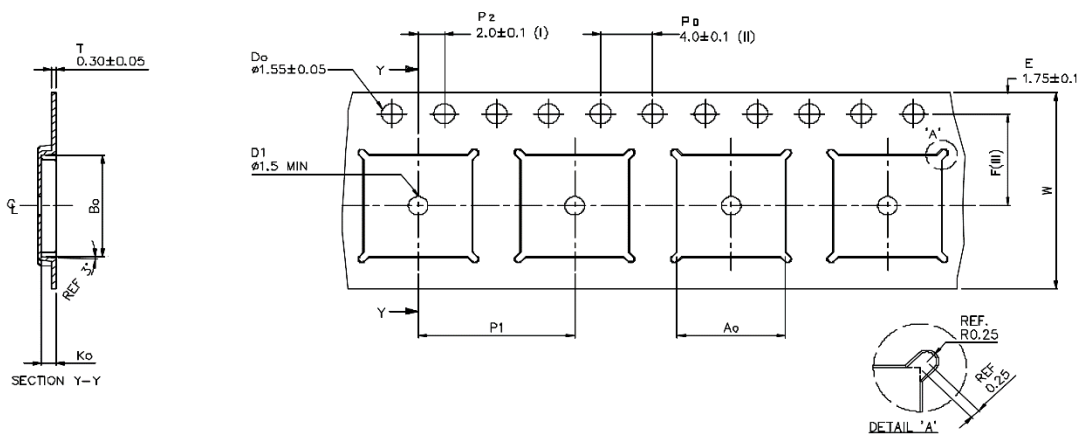 T
0.30±0.05
Do
ø1.55±0.05
P2
2.0±0.1 (I)
Po
4.0±0.1 (II)
E
1.75±0.1
Y
D1
ø1.5 MIN
"A"
F(III)
W
Bo
REF 3°
Ko
SECTION Y-Y
Y
P1
Ao
REF.
R0.25
REF
0.25
DETAIL 'A'